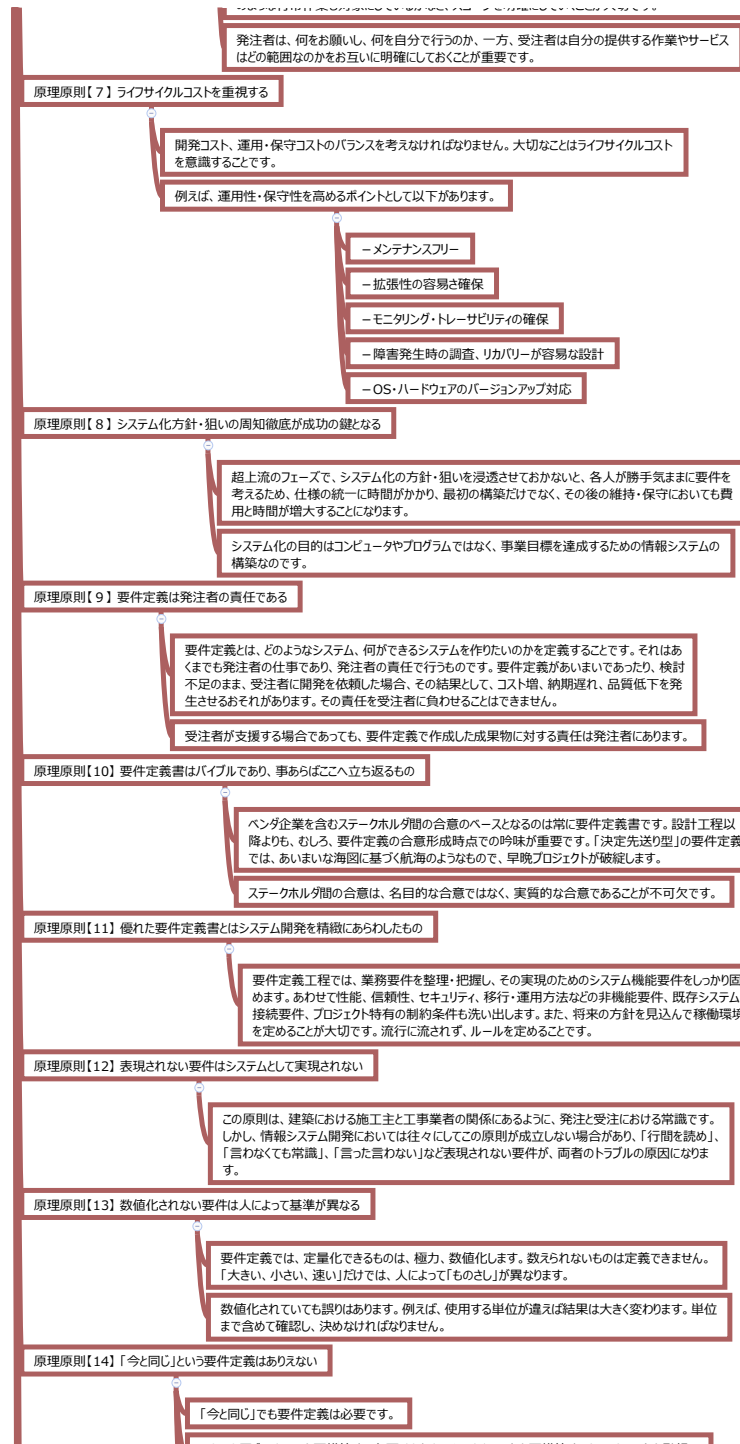 発注者は、何をお願いし、何を自分で行うのか、一方、受注者は自分の提供する作業やサービス
はどの範囲なのかをお互いに明確にしておくことが重要です。
原理原則【7】 ライフサイクルコストを重視する
開発コスト、運用・保守コストのバランスを考えなければなりません。大切なことはライフサイクルコスト
を意識することです。
例えば、運用性・保守性を高めるポイントとして以下があります。
－メンテナンスフリー
－拡張性の容易さ確保
－モニタリング・トレーサビリティの確保
－障害発生時の調査、リカバリーが容易な設計
－OS・ハードウェアのバージョンアップ対応
原理原則【8】 システム化方針・狙いの周知徹底が成功の鍵となる
超上流のフェーズで、システム化の方針・狙いを浸透させておかないと、各人が勝手気ままに要件を
考えるため、仕様の統一に時間がかかり、最初の構築だけでなく、その後の維持・保守においても費
用と時間が増大することになります。
システム化の目的はコンピュータやプログラムではなく、事業目標を達成するための情報システムの
構築なのです。
原理原則【9】 要件定義は発注者の責任である
要件定義とは、どのようなシステム、何ができるシステムを作りたいのかを定義することです。それはあ
くまでも発注者の仕事であり、発注者の責任で行うものです。要件定義があいまいであったり、検討
不足のまま、受注者に開発を依頼した場合、その結果として、コスト増、納期遅れ、品質低下を発
生させるおそれがあります。その責任を受注者に負わせることはできません。
受注者が支援する場合であっても、要件定義で作成した成果物に対する責任は発注者にあります。
原理原則【10】 要件定義書はバイブルであり、事あらばここへ立ち返るもの
ベンダ企業を含むステークホルダ間の合意のベースとなるのは常に要件定義書です。設計工程以
降よりも、むしろ、要件定義の合意形成時点での吟味が重要です。「決定先送り型」の要件定義
では、あいまいな海図に基づく航海のようなもので、早晩プロジェクトが破綻します。
ステークホルダ間の合意は、名目的な合意ではなく、実質的な合意であることが不可欠です。
原理原則【11】 優れた要件定義書とはシステム開発を精緻にあらわしたもの
要件定義工程では、業務要件を整理・把握し、その実現のためのシステム機能要件をしっかり固
めます。あわせて性能、信頼性、セキュリティ、移行・運用方法などの非機能要件、既存システム
接続要件、プロジェクト特有の制約条件も洗い出します。また、将来の方針を見込んで稼働環境
を定めることが大切です。流行に流されず、ルールを定めることです。
原理原則【12】 表現されない要件はシステムとして実現されない
この原則は、建築における施工主と工事業者の関係にあるように、発注と受注における常識です。
しかし、情報システム開発においては往々にしてこの原則が成立しない場合があり、「行間を読め」、
「言わなくても常識」、「言った言わない」など表現されない要件が、両者のトラブルの原因になりま
す。
原理原則【13】 数値化されない要件は人によって基準が異なる
要件定義では、定量化できるものは、極力、数値化します。数えられないものは定義できません。
「大きい、小さい、速い」だけでは、人によって「ものさし」が異なります。
数値化されていても誤りはあります。例えば、使用する単位が違えば結果は大きく変わります。単位
まで含めて確認し、決めなければなりません。
原理原則【14】 「今と同じ」という要件定義はありえない
「今と同じ」でも要件定義は必要です。